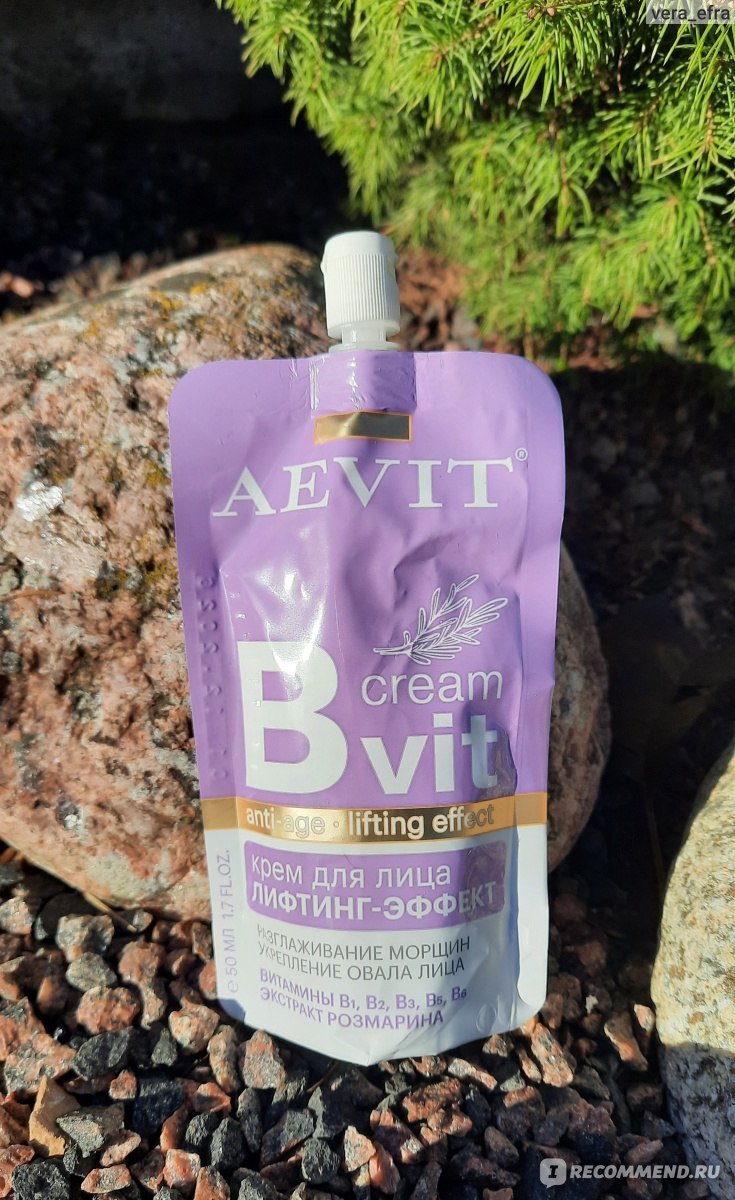 vera_efra
AEVIT®
B cream
vit
anti-age · lifting effect
крем для лица
ЛИФТИНГ-ЭФФЕКТ
РАЗГЛАЖИВАНИЕ МОРЩИН
УКРЕПЛЕНИЕ ОВАЛА ЛИЦА
ВИТАМИНЫ B1, B2, B3, B5, B6
ЭКСТРАКТ РОЗМАРИНА
℮ 50 МЛ 1.7 FL.OZ.
IRECOMMEND.RU